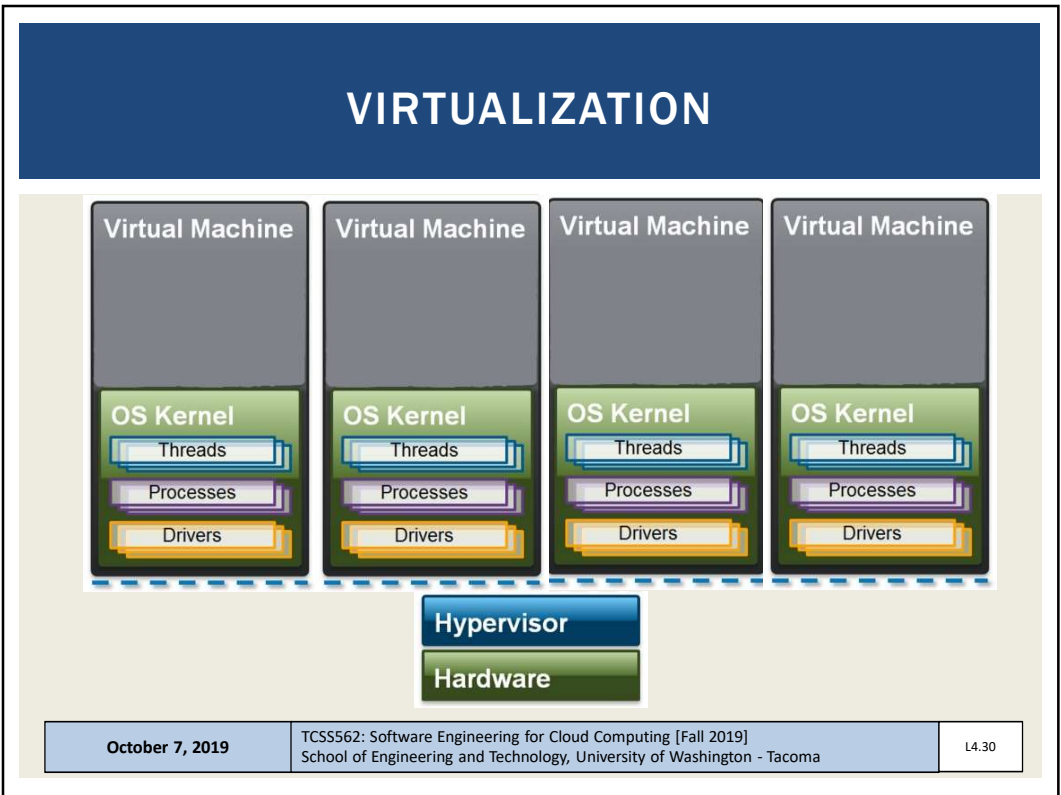 VIRTUALIZATION
Virtual Machine
OS Kernel
Threads
Processes
Drivers
Virtual Machine
OS Kernel
Threads
Processes
Drivers
Virtual Machine
OS Kernel
Threads
Processes
Drivers
Virtual Machine
OS Kernel
Threads
Processes
Drivers
Hypervisor
Hardware
October 7, 2019
TCSS562: Software Engineering for Cloud Computing [Fall 2019]
School of Engineering and Technology, University of Washington - Tacoma
L4.30